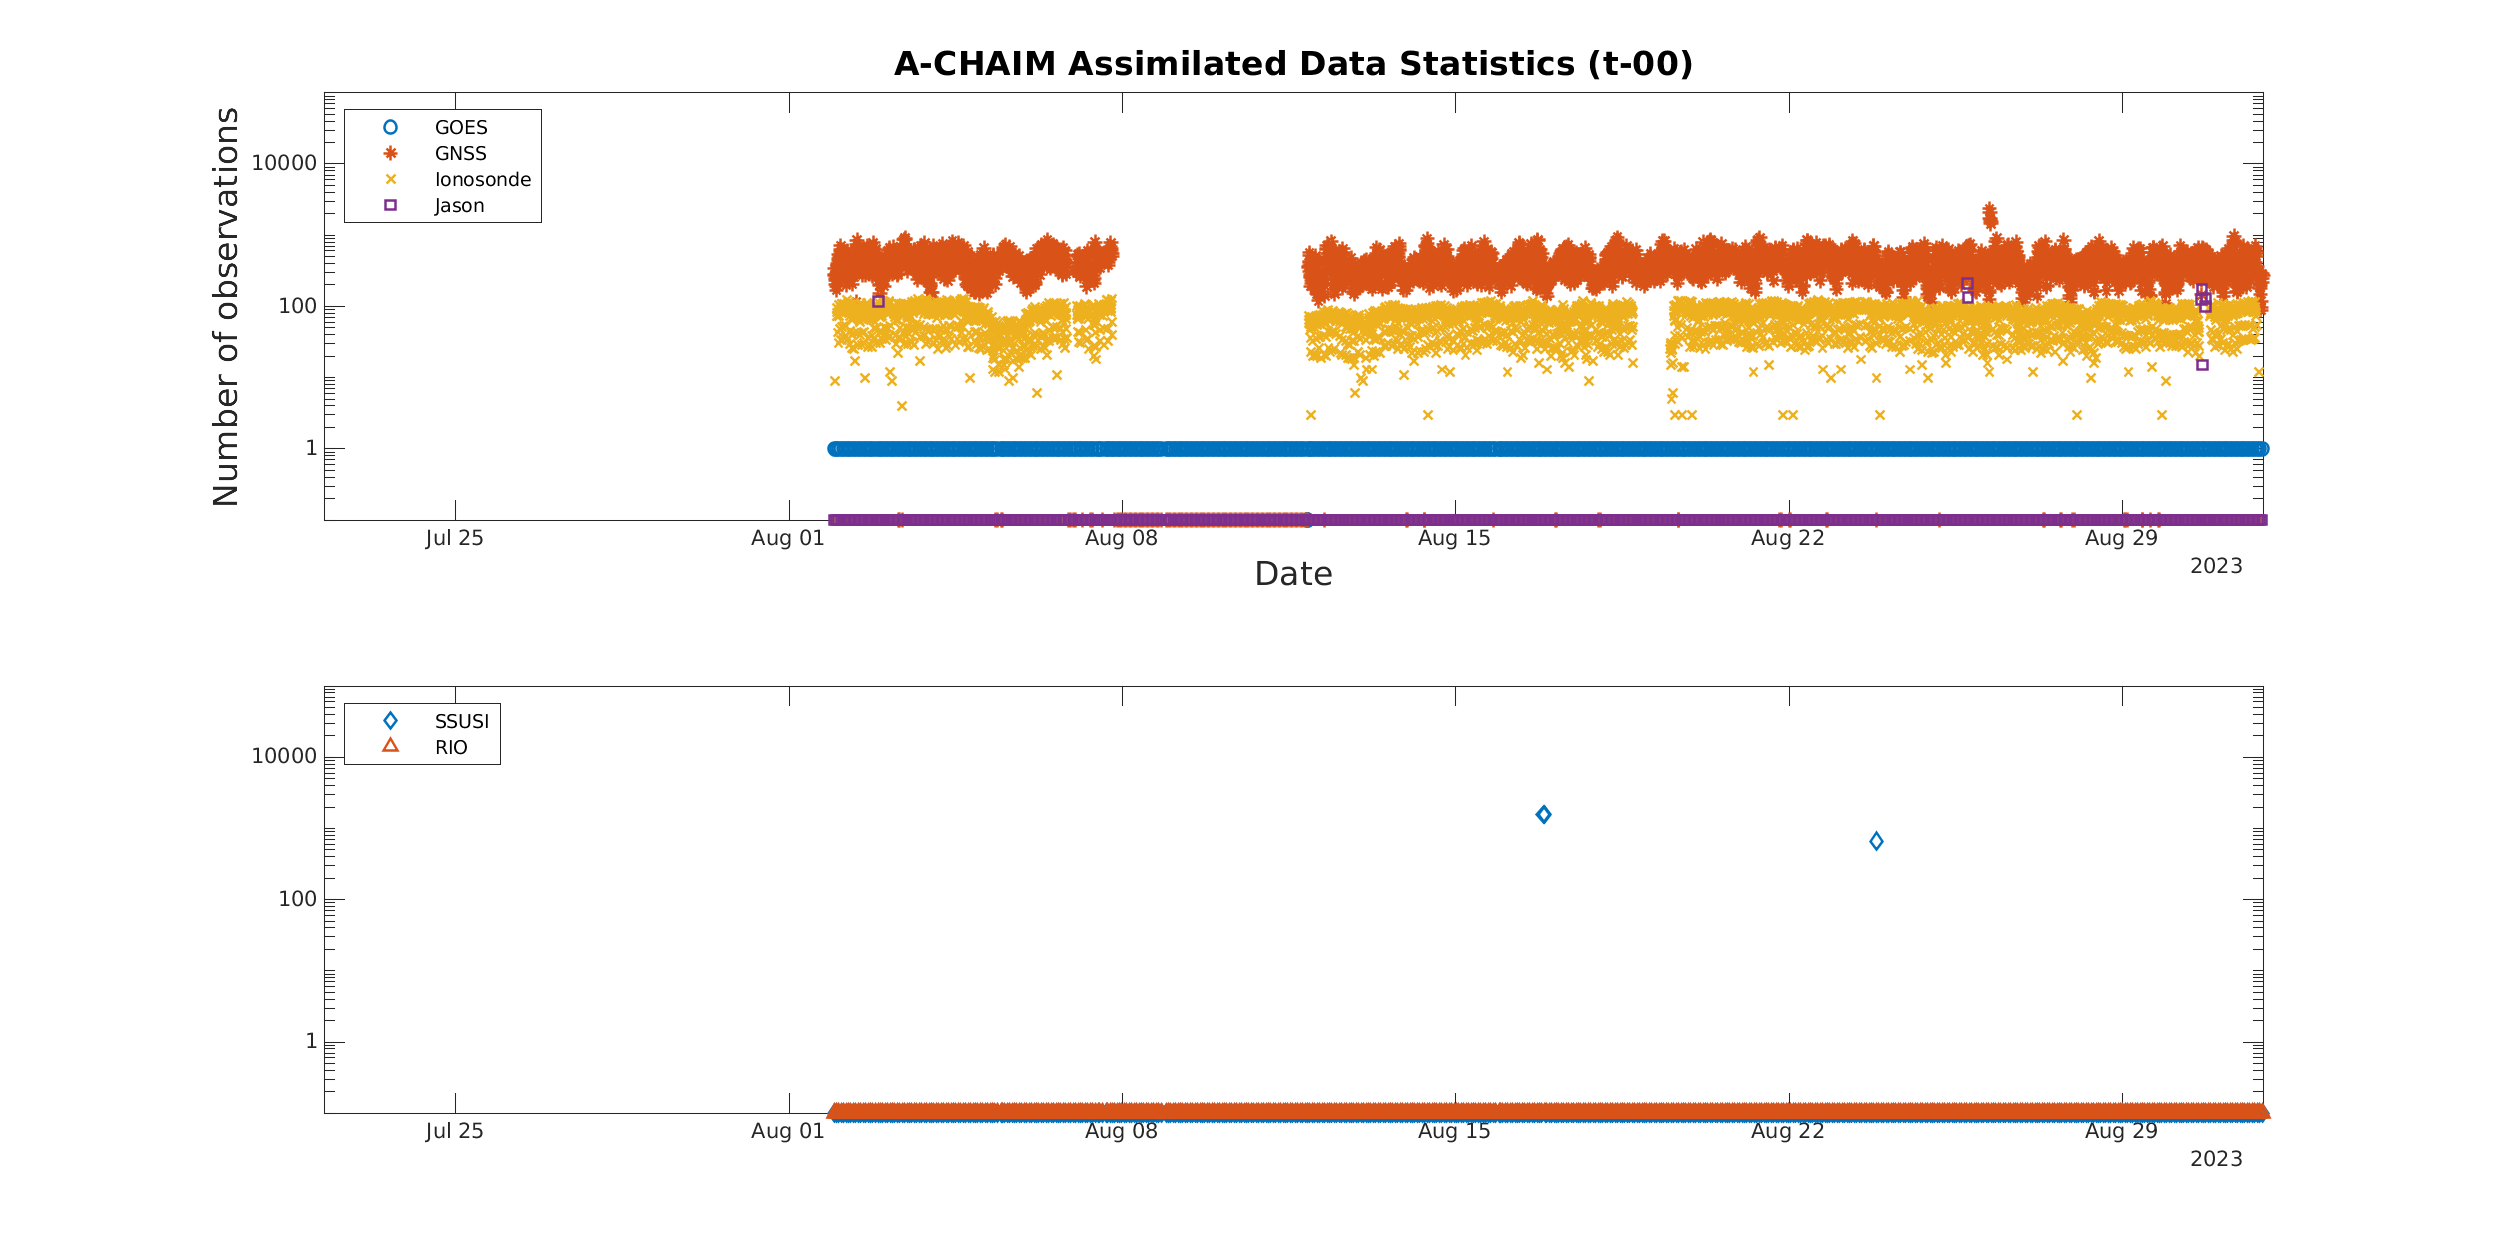 A-CHAIM Assimilated Data Statistics (t-00)
Number of observations
GOES
GNSS
Ionosonde
Jason
10000
100
1
Jul 25
Aug 01
Aug 08
Aug 15
Aug 22
Aug 29
2023
Date
SSUSI
RIO
10000
100
1
Jul 25
Aug 01
Aug 08
Aug 15
Aug 22
Aug 29
2023